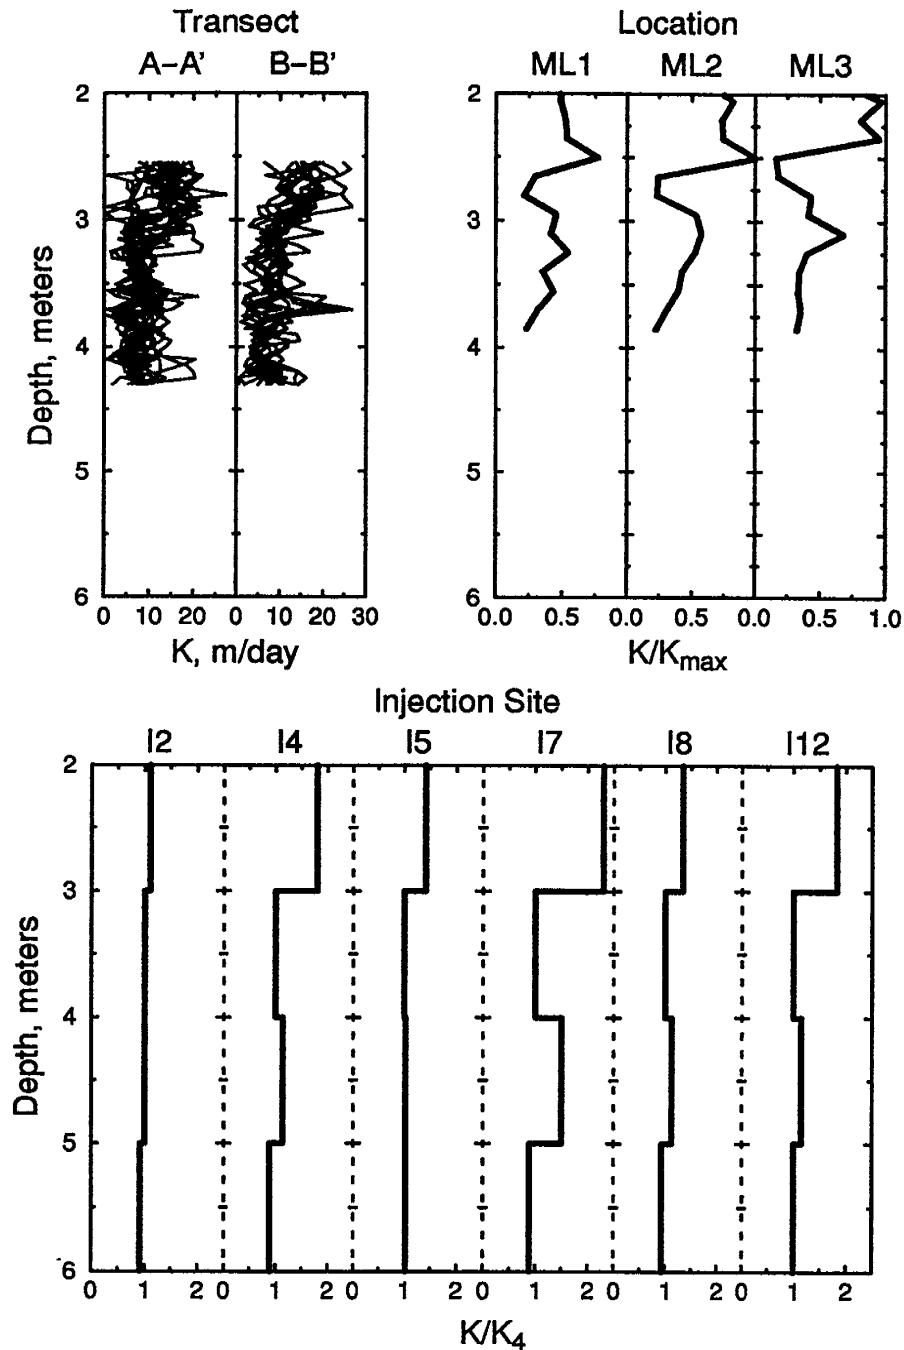 Transect
A–A' B–B'
2
3
4
5
6
Depth, meters
0 10 20 0 10 20 30
K, m/day
Location
ML1 ML2 ML3
2
3
4
5
6
0.0 0.5 0.0 0.5 0.0 0.5 1.0
K/Kmax
Injection Site
I2 I4 I5 I7 I8 I12
2
3
4
5
6
Depth, meters
0 1 2 0 1 2 0 1 2 0 1 2 0 1 2 0 1 2
K/K4